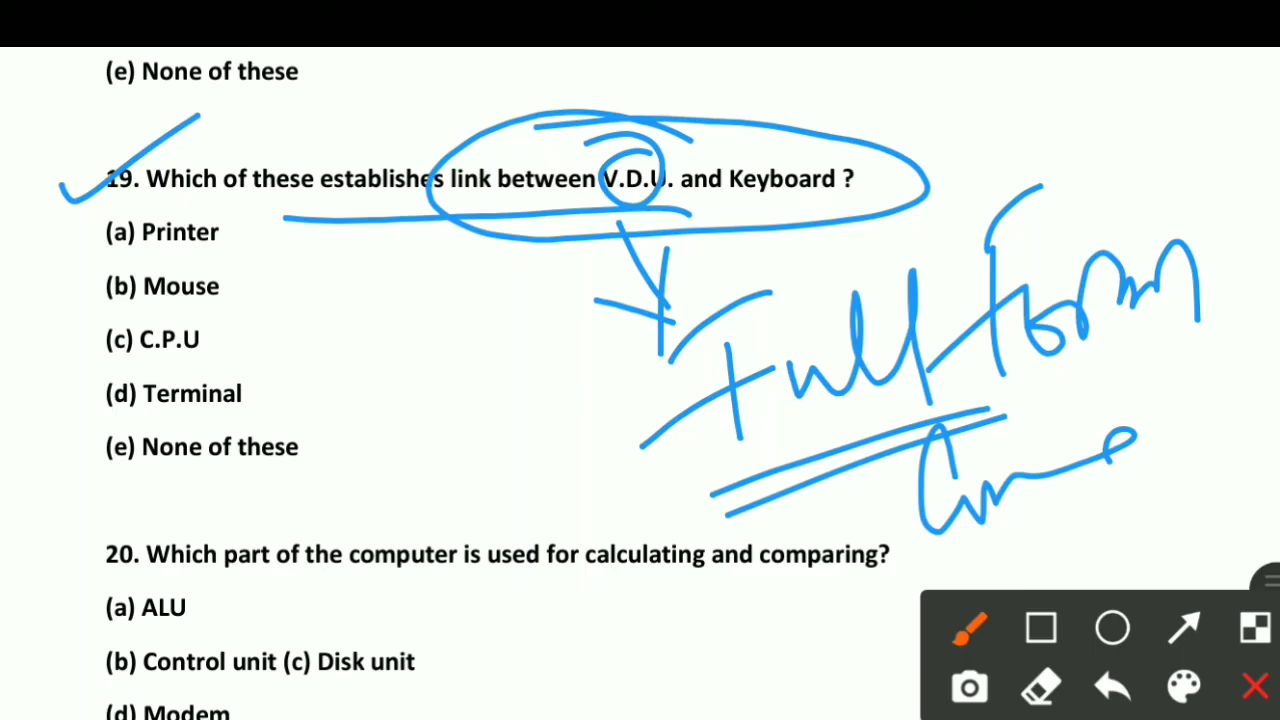 (e) None of these
19. Which of these establishes link between V.D.U. and Keyboard ?
(a) Printer
(b) Mouse
(c) C.P.U
(d) Terminal
(e) None of these
Full Form
20. Which part of the computer is used for calculating and comparing?
(a) ALU
(b) Control unit (c) Disk unit
(d) Modem